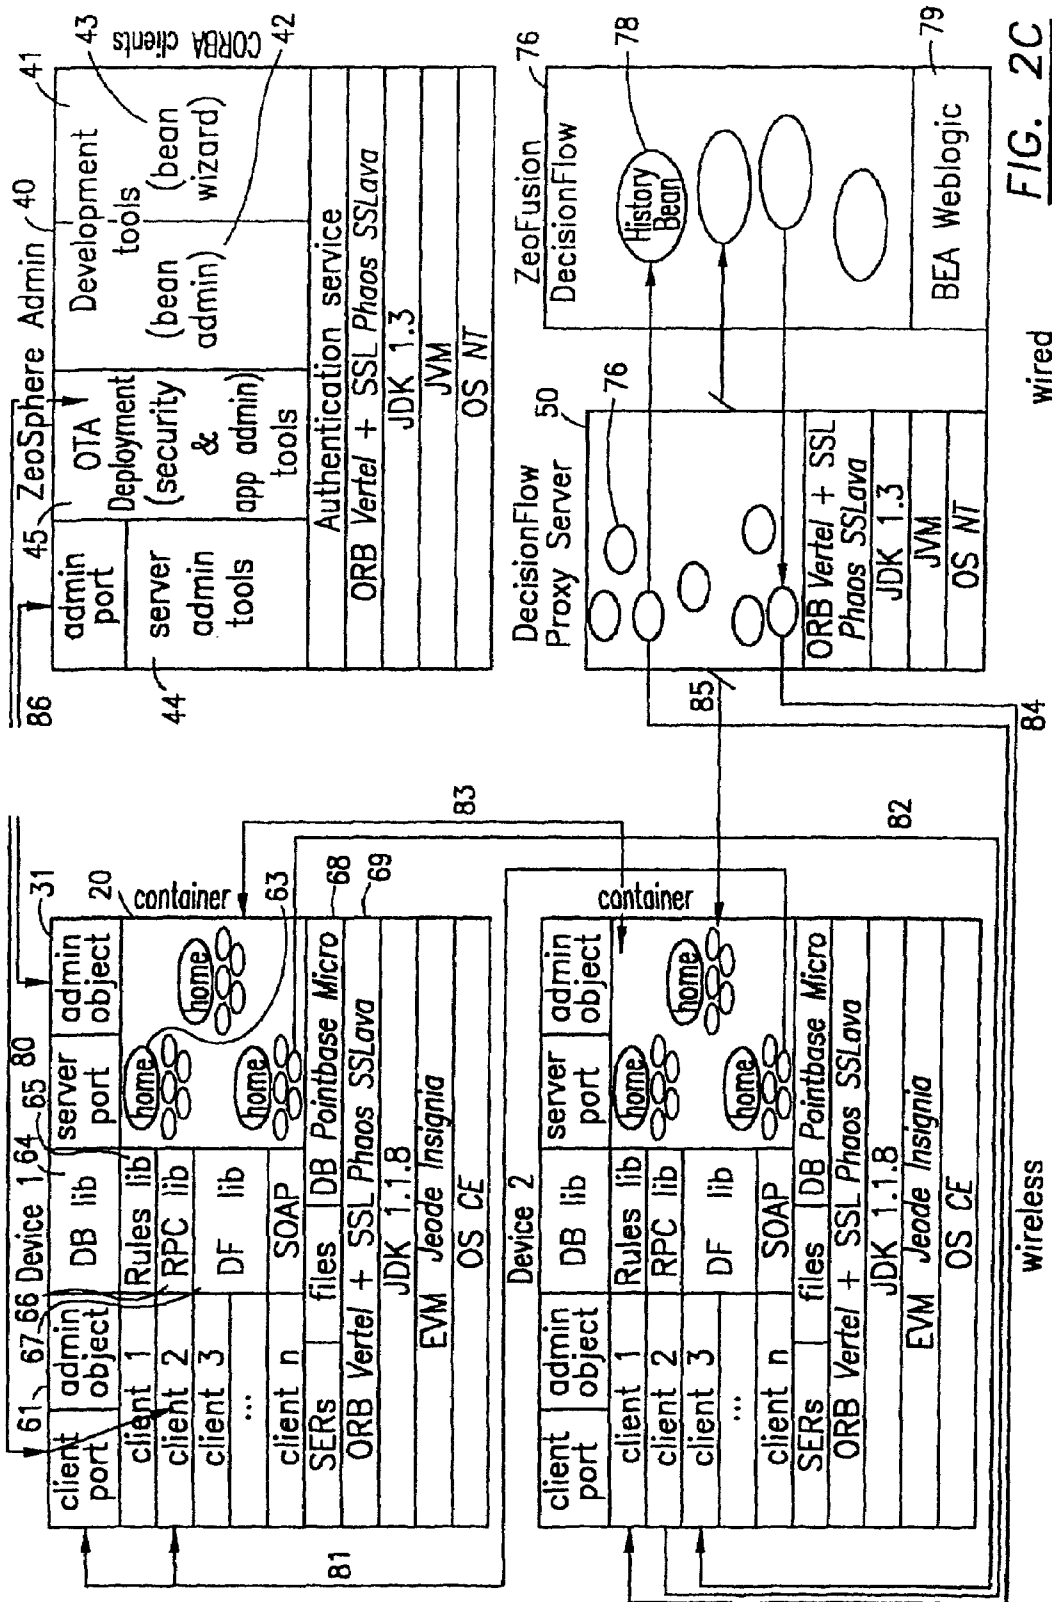 86
ZeoSphere Admin
40
41
43
42
45
44
admin
port
server
admin
tools
OTA
Deployment
(security
&
app admin)
tools
Development
tools
(bean
admin)
(bean
wizard)
CORBA clients
Authentication service
ORB Vertel + SSL Phaos SSLava
JDK 1.3
JVM
OS NT
61
67
66
Device 1
64
65
80
31
20
client
port
admin
object
DB lib
server
port
admin
object
client 1
client 2
client 3
...
client n
Rules lib
RPC lib
DF lib
SOAP
container
home
home
home
63
68
69
SERs
files
DB Pointbase Micro
ORB Vertel + SSL Phaos SSLava
JDK 1.1.8
EVM Jeode Insignia
OS CE
81
83
82
85
84
Device 2
client
port
admin
object
DB lib
server
port
admin
object
client 1
client 2
client 3
...
client n
Rules lib
RPC lib
DF lib
SOAP
container
home
home
home
SERs
files
DB Pointbase Micro
ORB Vertel + SSL Phaos SSLava
JDK 1.1.8
EVM Jeode Insignia
OS CE
wireless
DecisionFlow
Proxy Server
50
76
ORB Vertel + SSL
Phaos SSLava
JDK 1.3
JVM
OS NT
ZeoFusion
DecisionFlow
76
78
History
Bean
BEA Weblogic
79
wired
FIG. 2C